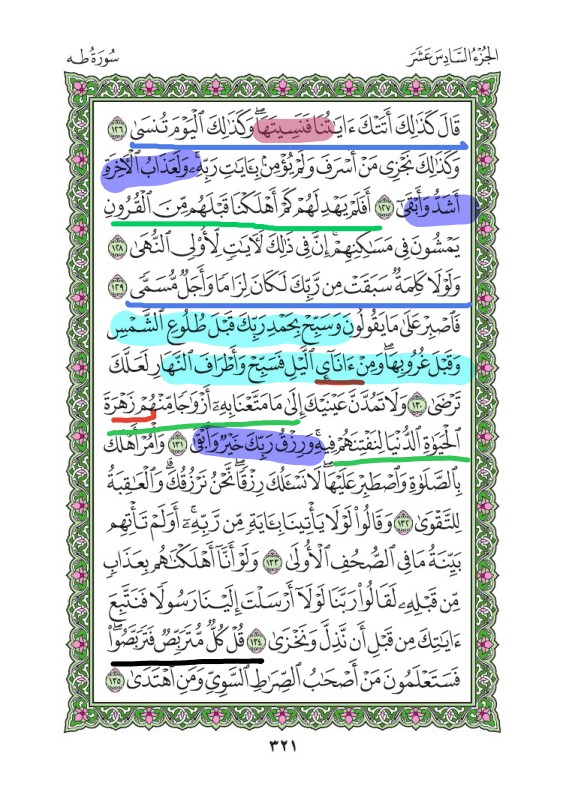 الجُزْءُ السَّادِسَ عَشَرَ
سُورَةُ طه
قَالَ كَذَٰلِكَ أَتَتْكَ ءَايَٰتُنَا فَنَسِيتَهَا ۖ وَكَذَٰلِكَ ٱلْيَوْمَ تُنسَىٰ ١٢٦
وَكَذَٰلِكَ نَجْزِى مَنْ أَسْرَفَ وَلَمْ يُؤْمِنۢ بِـَٔايَٰتِ رَبِّهِۦ ۚ وَلَعَذَابُ ٱلْءَاخِرَةِ
أَشَدُّ وَأَبْقَىٰٓ ١٢٧ أَفَلَمْ يَهْدِ لَهُمْ كَمْ أَهْلَكْنَا قَبْلَهُم مِّنَ ٱلْقُرُونِ
يَمْشُونَ فِى مَسَٰكِنِهِمْ ۗ إِنَّ فِى ذَٰلِكَ لَءَايَٰتٍ لِّأُو۟لِى ٱلنُّهَىٰ ١٢٨
وَلَوْلَا كَلِمَةٌ سَبَقَتْ مِن رَّبِّكَ لَكَانَ لِزَامًا وَأَجَلٌ مُّسَمًّى ١٢٩
فَٱصْبِرْ عَلَىٰ مَا يَقُولُونَ وَسَبِّحْ بِحَمْدِ رَبِّكَ قَبْلَ طُلُوعِ ٱلشَّمْسِ
وَقَبْلَ غُرُوبِهَا ۖ وَمِنْ ءَانَآئِ ٱلَّيْلِ فَسَبِّحْ وَأَطْرَافَ ٱلنَّهَارِ لَعَلَّكَ
تَرْضَىٰ ١٣٠ وَلَا تَمُدَّنَّ عَيْنَيْكَ إِلَىٰ مَا مَتَّعْنَا بِهِۦٓ أَزْوَٰجًا مِّنْهُمْ زَهْرَةَ
ٱلْحَيَوٰةِ ٱلدُّنْيَا لِنَفْتِنَهُمْ فِيهِ ۚ وَرِزْقُ رَبِّكَ خَيْرٌ وَأَبْقَىٰ ١٣١ وَأْمُرْ أَهْلَكَ
بِٱلصَّلَوٰةِ وَٱصْطَبِرْ عَلَيْهَا ۖ لَا نَسْـَٔلُكَ رِزْقًا ۖ نَّحْنُ نَرْزُقُكَ ۗ وَٱلْعَٰقِبَةُ
لِلتَّقْوَىٰ ١٣٢ وَقَالُوا۟ لَوْلَا يَأْتِينَا بِـَٔايَةٍ مِّن رَّبِّهِۦٓ ۚ أَوَلَمْ تَأْتِهِم
بَيِّنَةُ مَا فِى ٱلصُّحُفِ ٱلْأُولَىٰ ١٣٣ وَلَوْ أَنَّآ أَهْلَكْنَٰهُم بِعَذَابٍ
مِّن قَبْلِهِۦ لَقَالُوا۟ رَبَّنَا لَوْلَآ أَرْسَلْتَ إِلَيْنَا رَسُولًا فَنَتَّبِعَ
ءَايَٰتِكَ مِن قَبْلِ أَن نَّذِلَّ وَنَخْزَىٰ ١٣٤ قُلْ كُلٌّ مُّتَرَبِّصٌ فَتَرَبَّصُوا۟ ۖ
فَسَتَعْلَمُونَ مَنْ أَصْحَٰبُ ٱلصِّرَٰطِ ٱلسَّوِىِّ وَمَنِ ٱهْتَدَىٰ ١٣٥
٣٢١